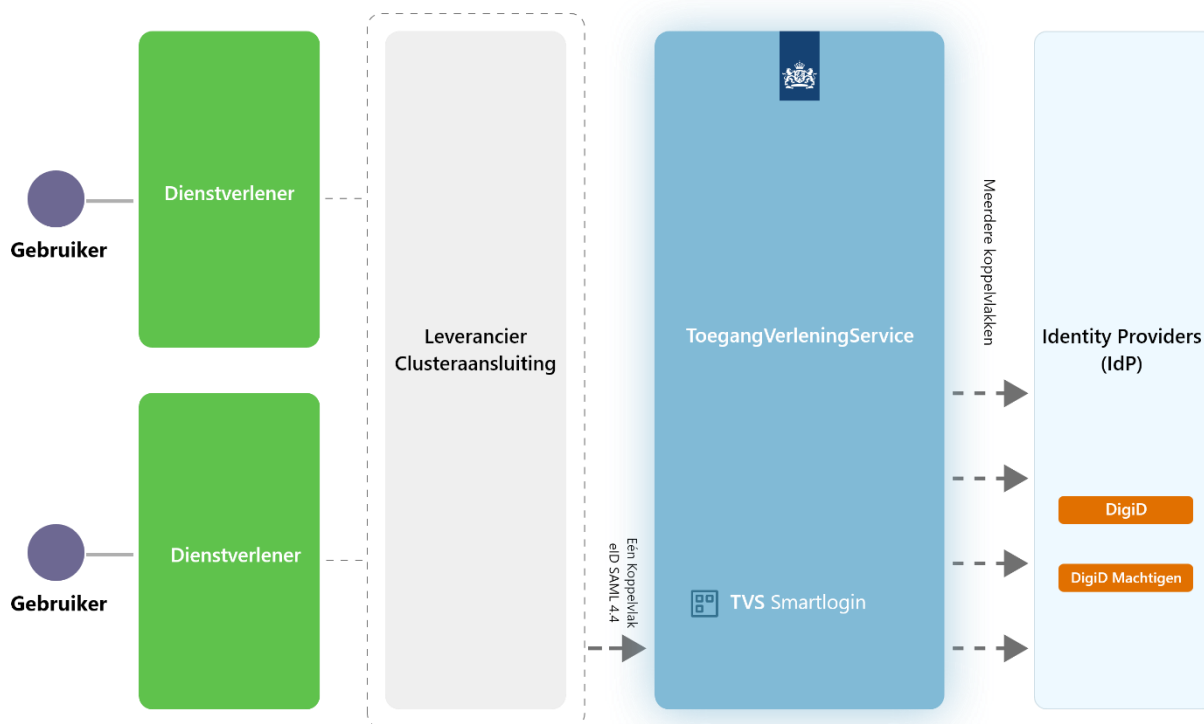 Gebruiker
Dienstverlener
Gebruiker
Dienstverlener
Leverancier
Clusteraansluiting
Eén Koppelvlak
eID SAML 4.4
ToegangVerleningService
TVS Smartlogin
Meerdere koppelvlakken
Identity Providers
(IdP)
DigiD
DigiD Machtigen